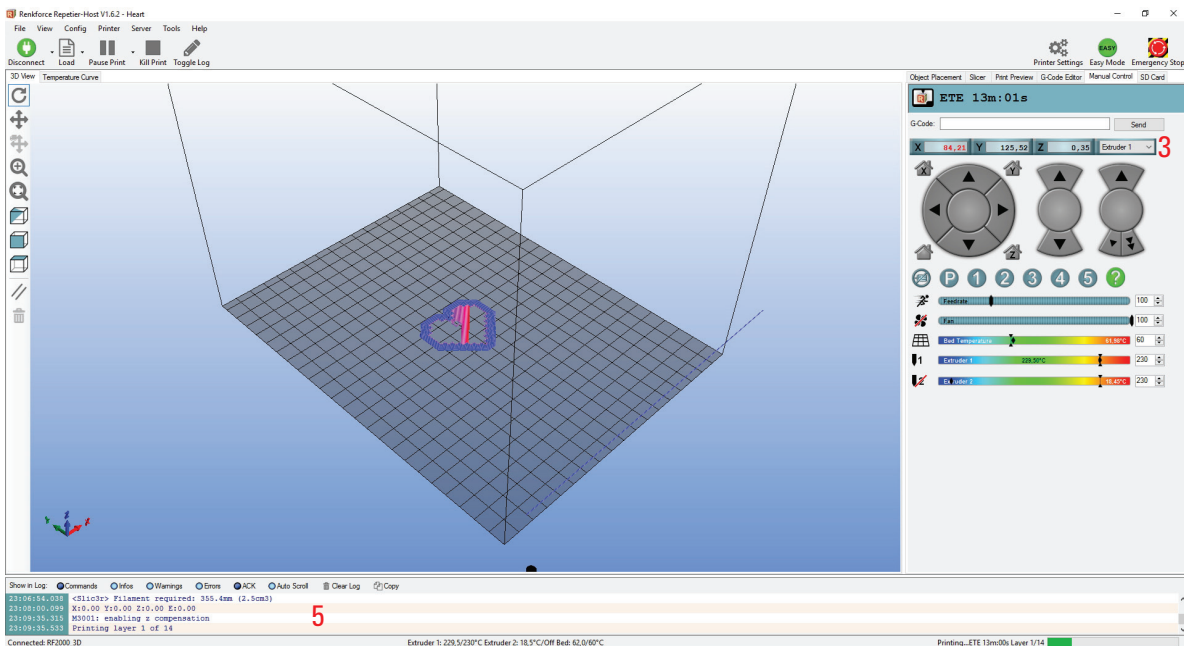 Renkforce Repetier-Host V1.6.2 - Heart
File View Config Printer Server Tools Help
Disconnect Load Pause Print Kill Print Toggle Log Printer Settings Easy Mode Emergency Stop
EASY
3D View Temperature Curve
Object Placement Slicer Print Preview G-Code Editor Manual Control SD Card
ETE 13m:01s
G-Code: Send
X 84,21 Y 125,52 Z 0,35 Extruder 1 3
X Y
Z
P 1 2 3 4 5 ?
Feedrate 100
Fan 100
Bed Temperature 61,98°C 60
1 Extruder 1 229,50°C 230
2 Extruder 2 18,45°C 230
Z Y X
Show in Log: Commands Infos Warnings Errors ACK Auto Scroll Clear Log Copy
23:06:54.038 <Slic3r> Filament required: 355.4mm (2.5cm3)
23:08:00.099 X:0.00 Y:0.00 Z:0.00 E:0.00
23:09:35.315 M3001: enabling z compensation
23:09:35.533 Printing layer 1 of 14
5
Connected: RF2000_3D Extruder 1: 229,5/230°C Extruder 2: 18,5°C/Off Bed: 62,0/60°C Printing...ETE 13m:00s Layer 1/14